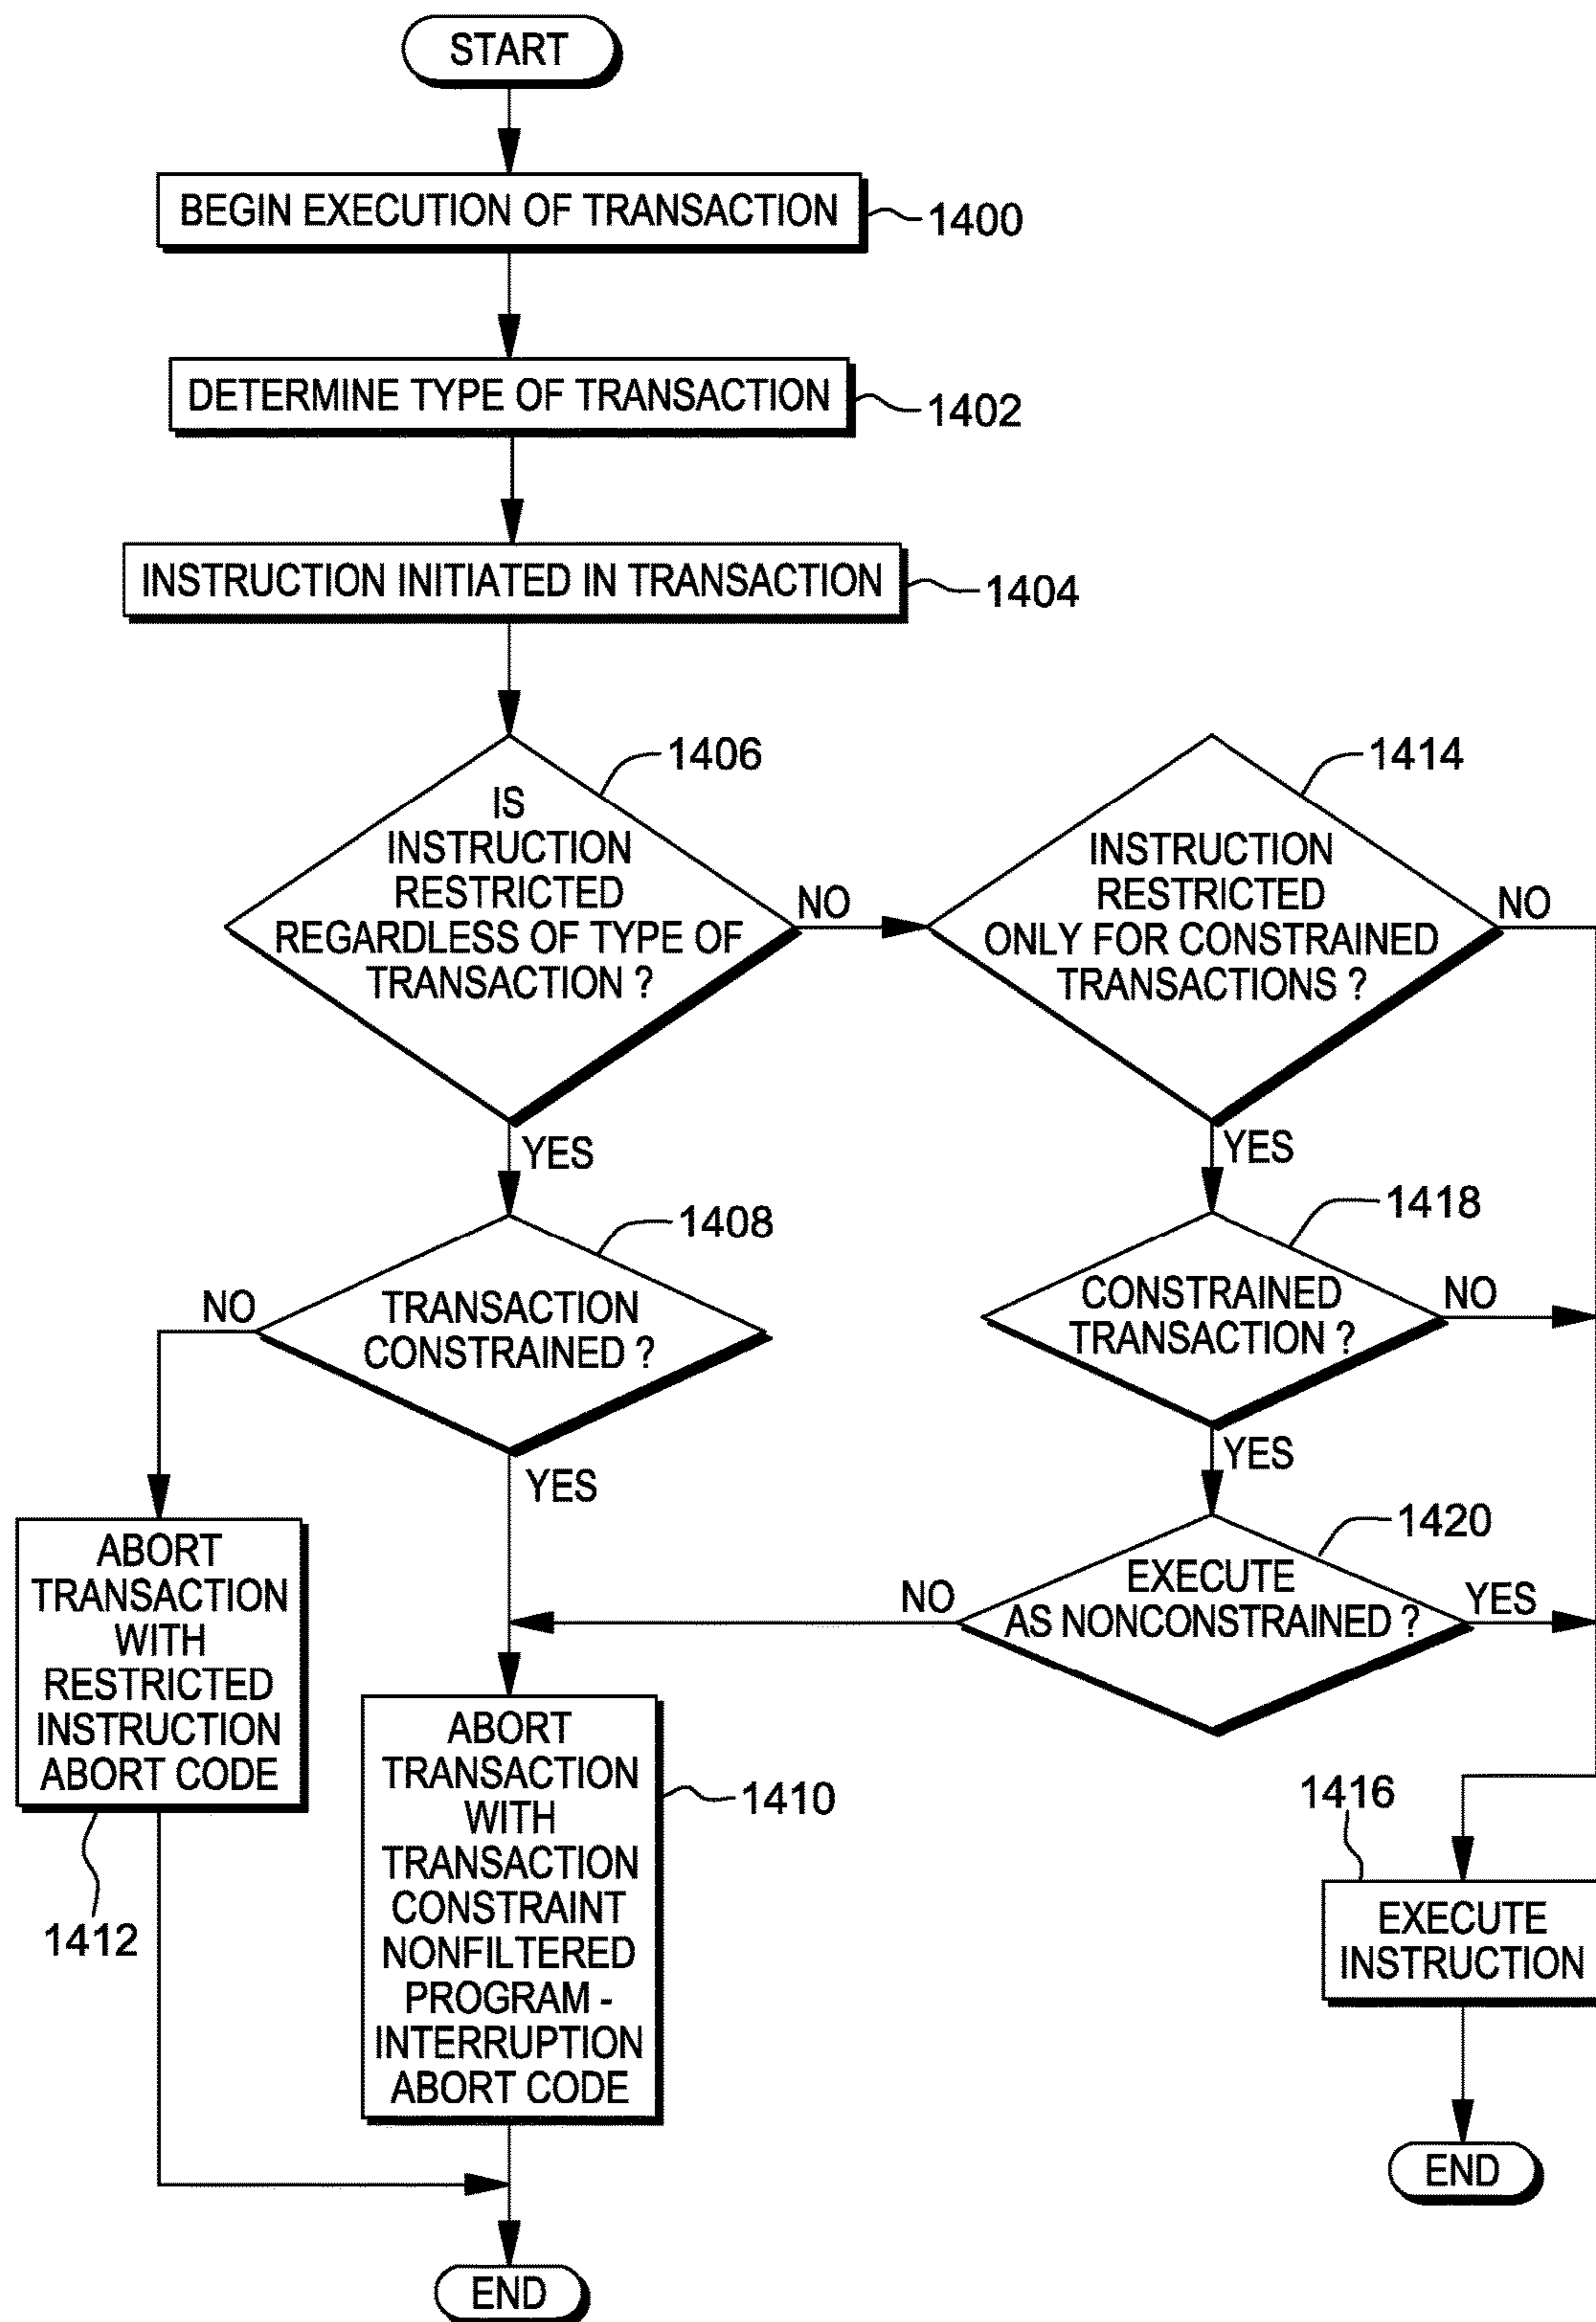 START
BEGIN EXECUTION OF TRANSACTION
1400
DETERMINE TYPE OF TRANSACTION
1402
INSTRUCTION INITIATED IN TRANSACTION
1404
1406
IS
INSTRUCTION
RESTRICTED
REGARDLESS OF TYPE OF
TRANSACTION ?
NO
YES
1414
INSTRUCTION
RESTRICTED
ONLY FOR CONSTRAINED
TRANSACTIONS ?
NO
YES
1408
TRANSACTION
CONSTRAINED ?
NO
YES
1418
CONSTRAINED
TRANSACTION ?
NO
YES
1420
EXECUTE
AS NONCONSTRAINED ?
NO
YES
ABORT
TRANSACTION
WITH
RESTRICTED
INSTRUCTION
ABORT CODE
1412
ABORT
TRANSACTION
WITH
TRANSACTION
CONSTRAINT
NONFILTERED
PROGRAM -
INTERRUPTION
ABORT CODE
1410
1416
EXECUTE
INSTRUCTION
END
END